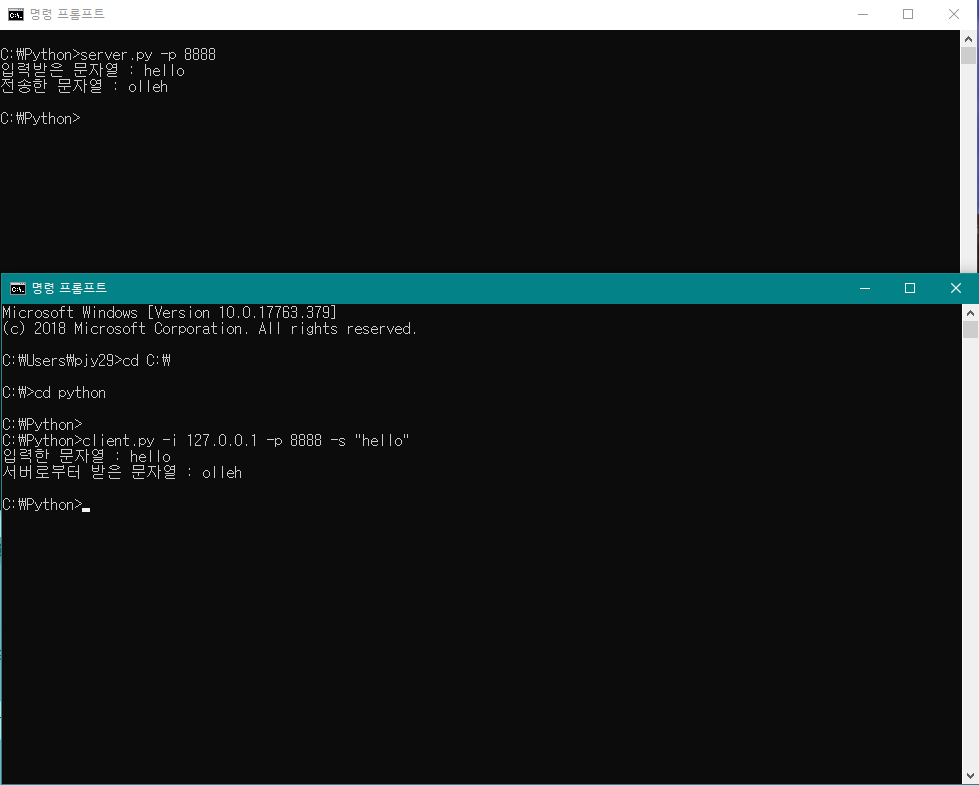 명령 프롬프트
C:₩Python>server.py -p 8888
입력받은 문자열 : hello
전송한 문자열 : olleh
C:₩Python>
명령 프롬프트
Microsoft Windows [Version 10.0.17763.379]
(c) 2018 Microsoft Corporation. All rights reserved.
C:₩Users₩pjy29>cd C:₩
C:₩>cd python
C:₩Python>
C:₩Python>client.py -i 127.0.0.1 -p 8888 -s "hello"
입력한 문자열 : hello
서버로부터 받은 문자열 : olleh
C:₩Python>